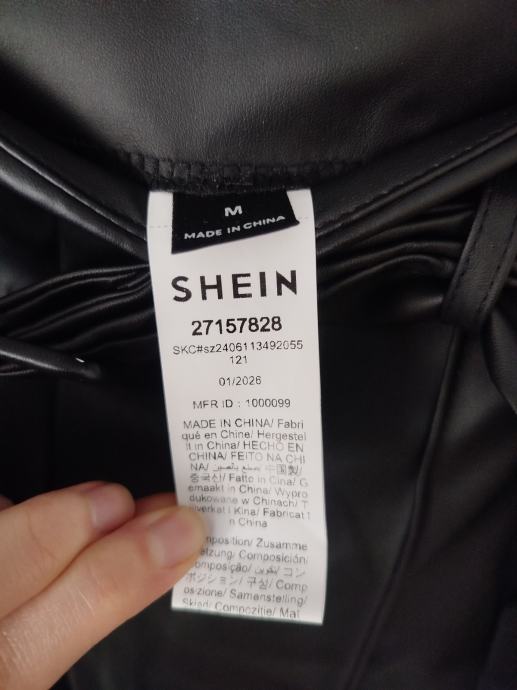 M
MADE IN CHINA
SHEIN
27157828
SKC#sz2406113492055
121
01/2026
MFR ID : 1000099
MADE IN CHINA/ Fabri
qué en Chine/ Hergestel
lt in China/ HECHO EN
CHINA/ FEITO NA CHI
NA/ صنع بالصين/ 中国製/
중국산/ Fatto in Cina/ G
emaakt in China/ Wypro
dukowane w Chinach/ T
illverkat i Kina/ Fabricat î
n China
mposition/ Zusamme
etzung/ Composición/
omposição/ تكوين/ コン
ポジション/ 구성/ Comp
osizione/ Samenstelling/
Skład/ Compoziție/ Mat